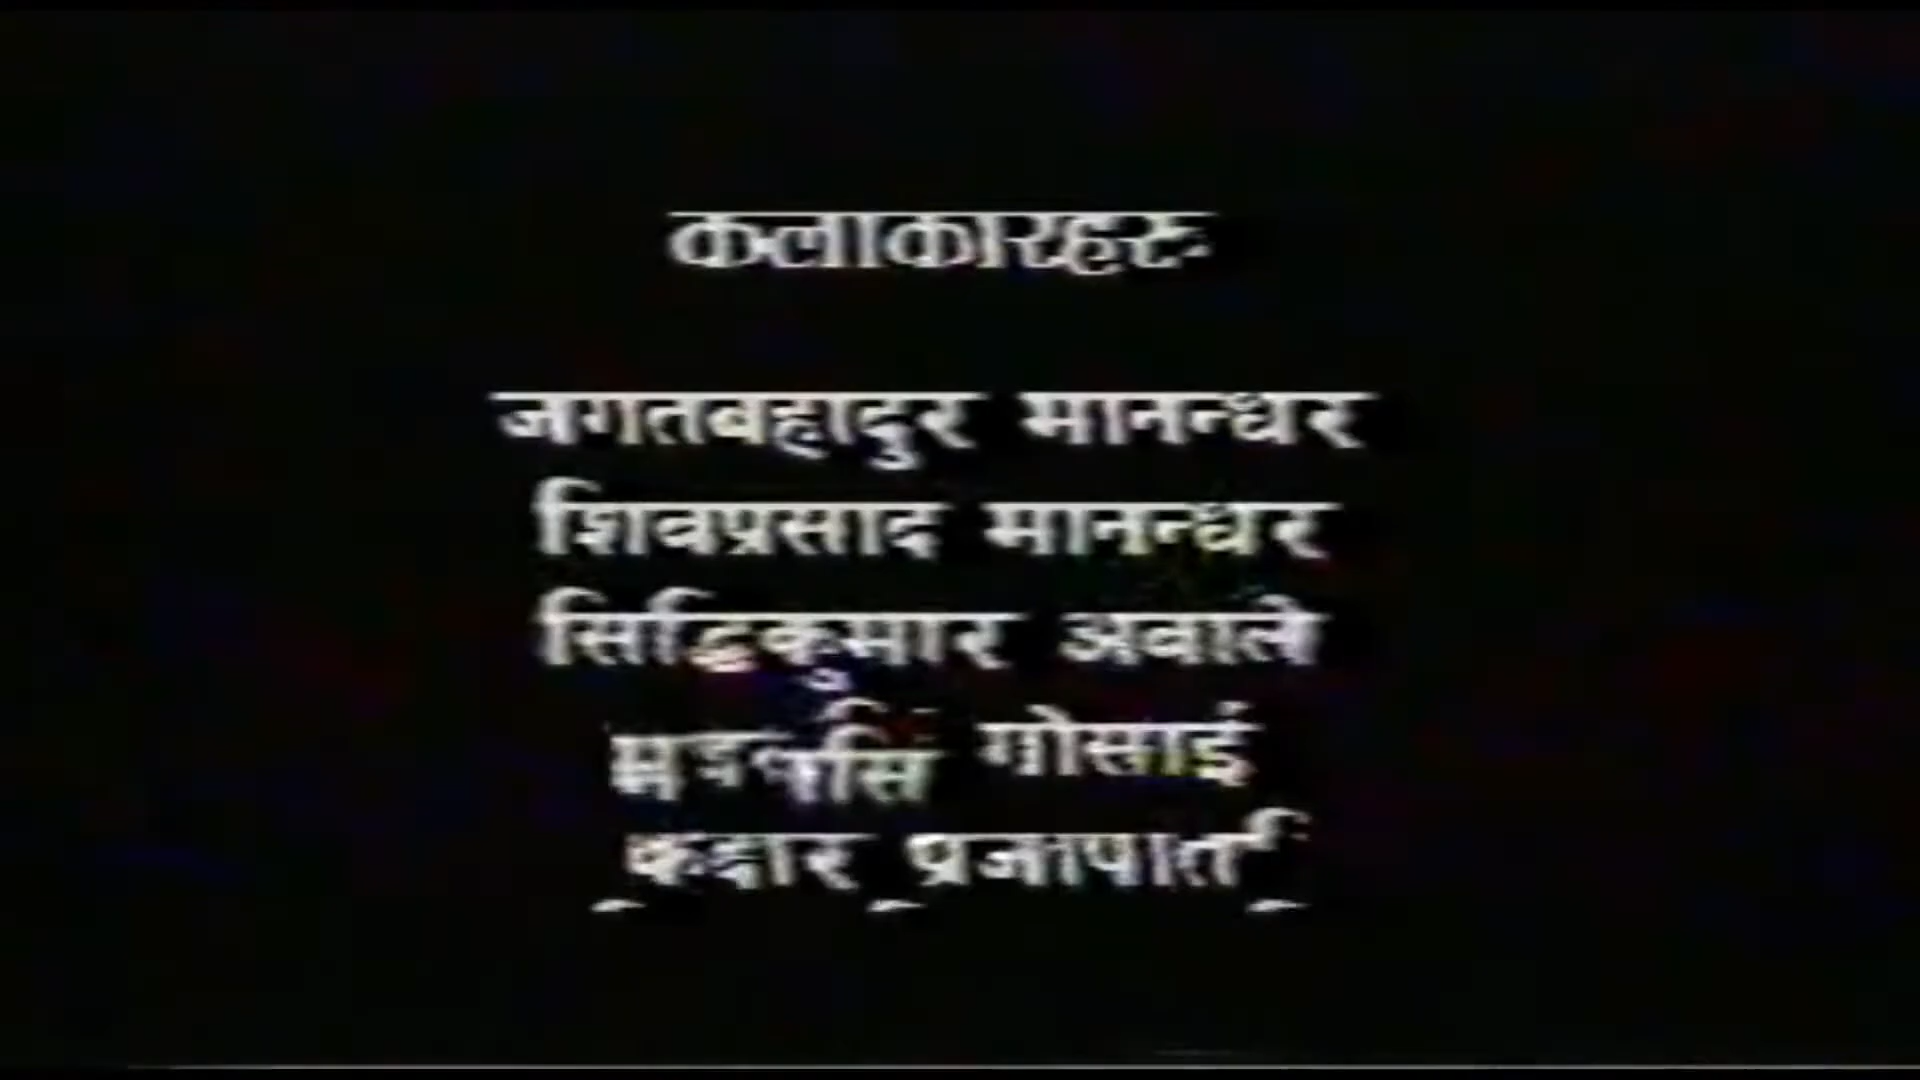 कलाकारहरु
जगतबहादुर मानन्धर
शिवप्रसाद मानन्धर
सिद्धिकुमार अवाले
गोसाइं
प्रजापति